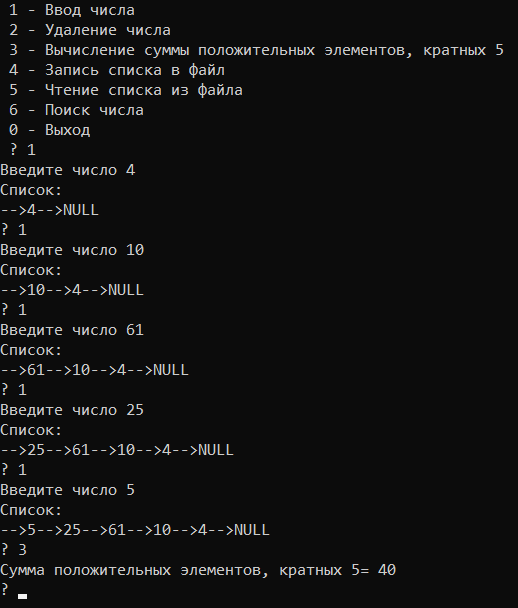 1 - Ввод числа
2 - Удаление числа
3 - Вычисление суммы положительных элементов, кратных 5
4 - Запись списка в файл
5 - Чтение списка из файла
6 - Поиск числа
0 - Выход
? 1
Введите число 4
Список:
-->4-->NULL
? 1
Введите число 10
Список:
-->10-->4-->NULL
? 1
Введите число 61
Список:
-->61-->10-->4-->NULL
? 1
Введите число 25
Список:
-->25-->61-->10-->4-->NULL
? 1
Введите число 5
Список:
-->5-->25-->61-->10-->4-->NULL
? 3
Сумма положительных элементов, кратных 5= 40
?